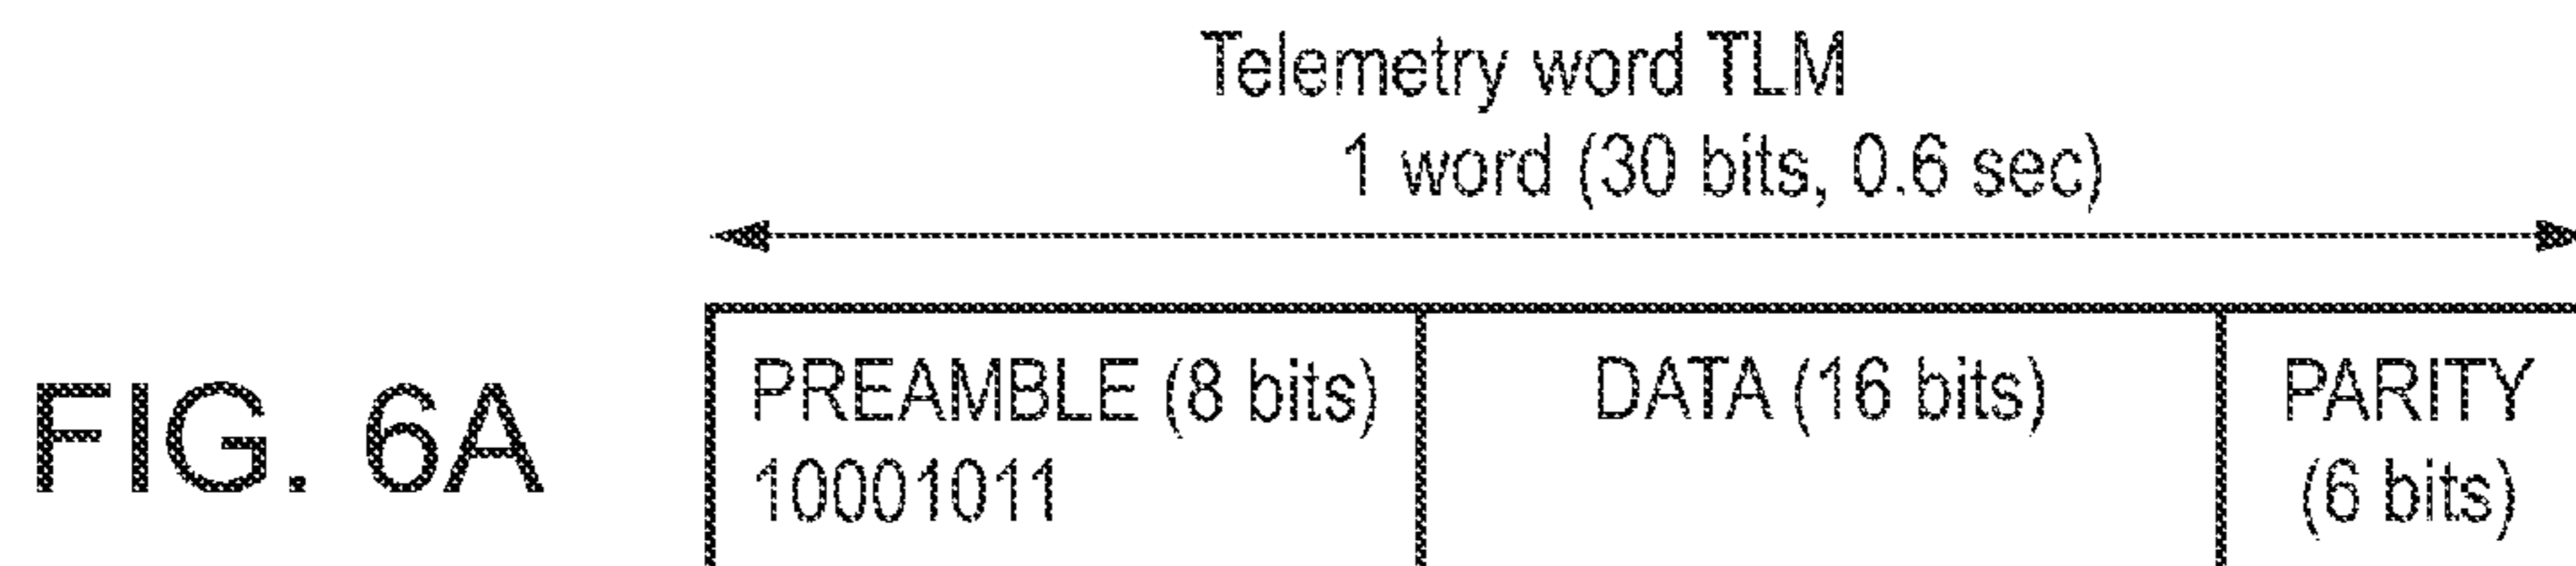 Telemetry word TLM
1 word (30 bits, 0.6 sec)
FIG. 6A
PREAMBLE (8 bits)
10001011
DATA (16 bits)
PARITY
(6 bits)